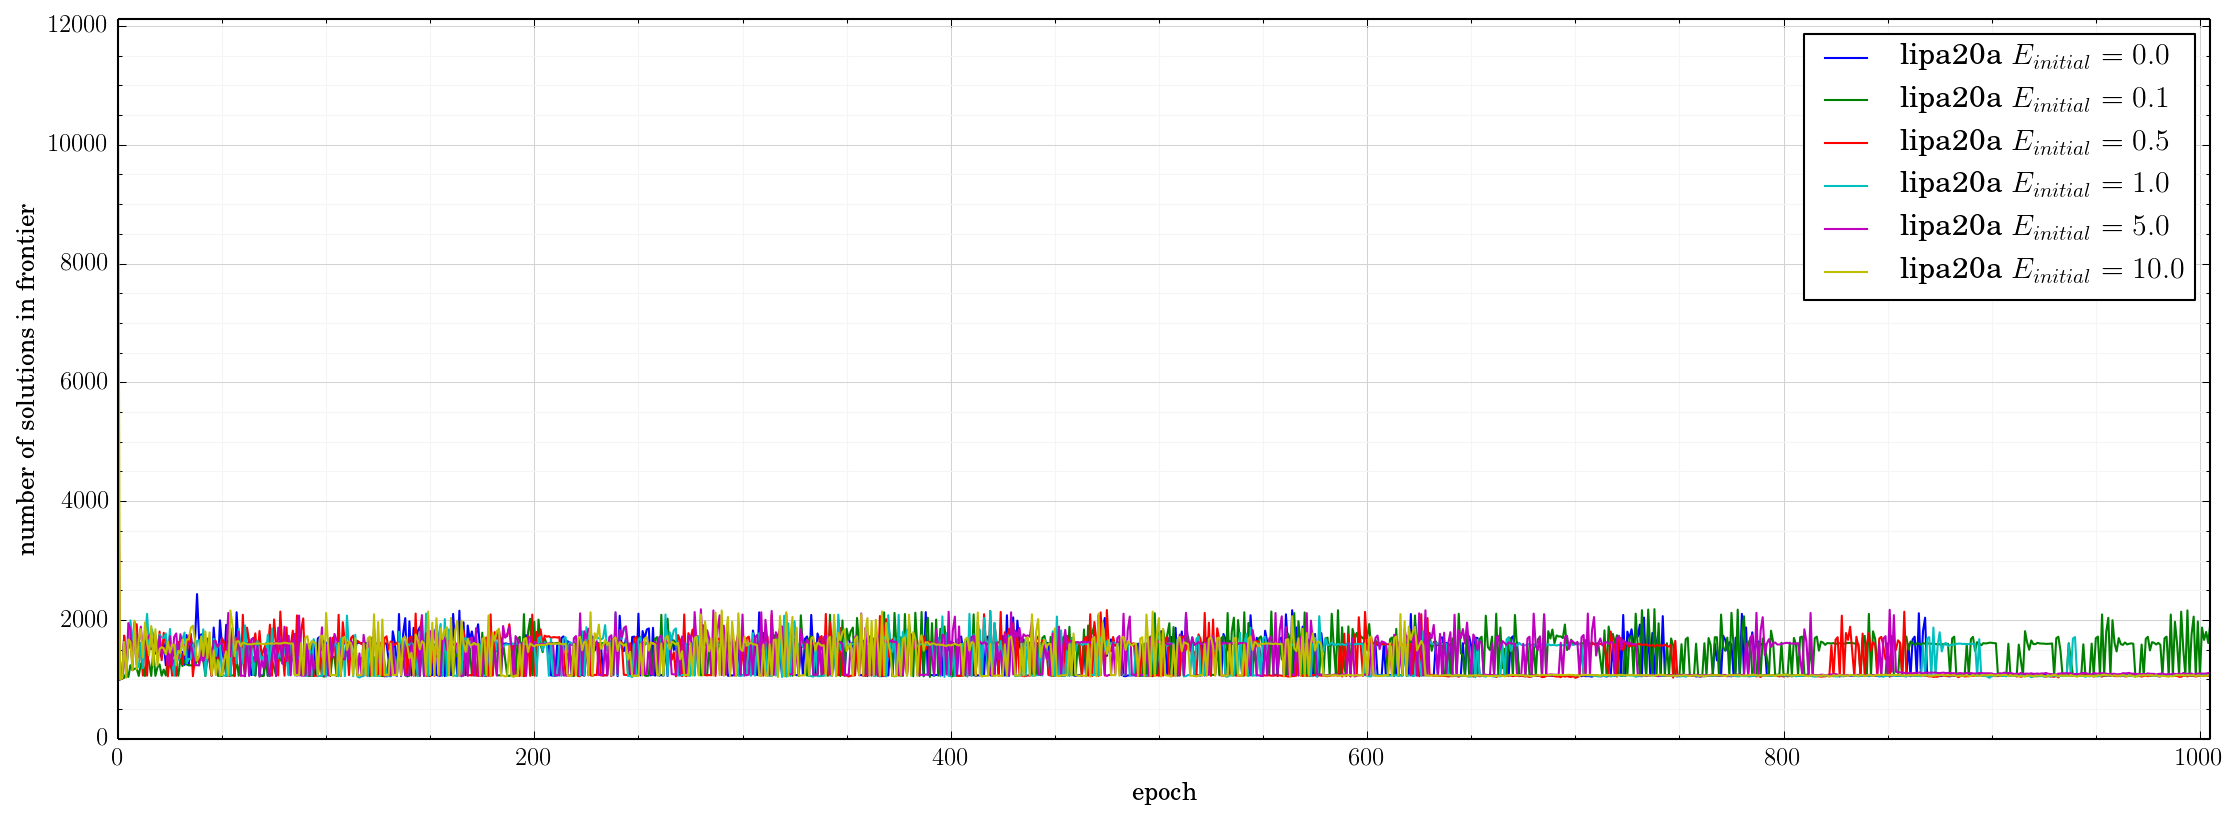 12000
10000
8000
6000
4000
2000
0
number of solutions in frontier
0 200 400 600 800 1000
epoch
lipa20a E_initial = 0.0
lipa20a E_initial = 0.1
lipa20a E_initial = 0.5
lipa20a E_initial = 1.0
lipa20a E_initial = 5.0
lipa20a E_initial = 10.0